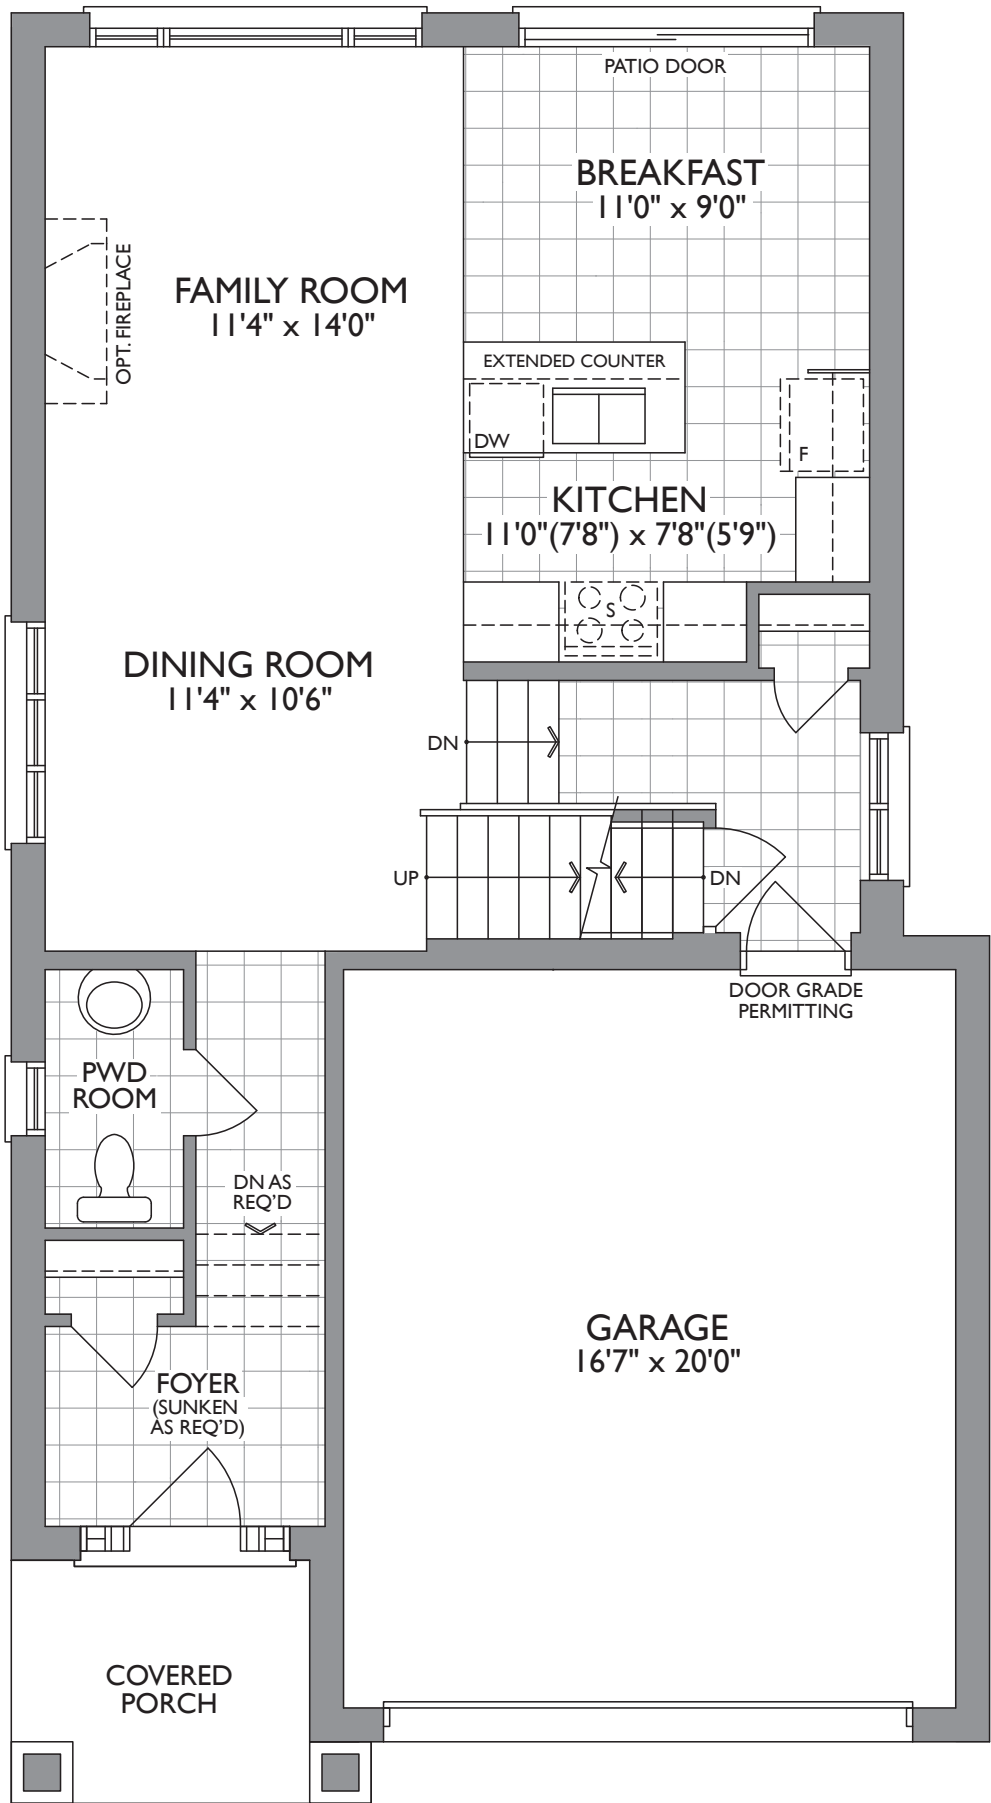 PATIO DOOR
BREAKFAST
11'0" x 9'0"
OPT. FIREPLACE
FAMILY ROOM
11'4" x 14'0"
EXTENDED COUNTER
DW
F
KITCHEN
11'0"(7'8") x 7'8"(5'9")
S
DINING ROOM
11'4" x 10'6"
DN
UP
DN
DOOR GRADE
PERMITTING
PWD
ROOM
DN AS
REQ'D
GARAGE
16'7" x 20'0"
FOYER
(SUNKEN
AS REQ'D)
COVERED
PORCH